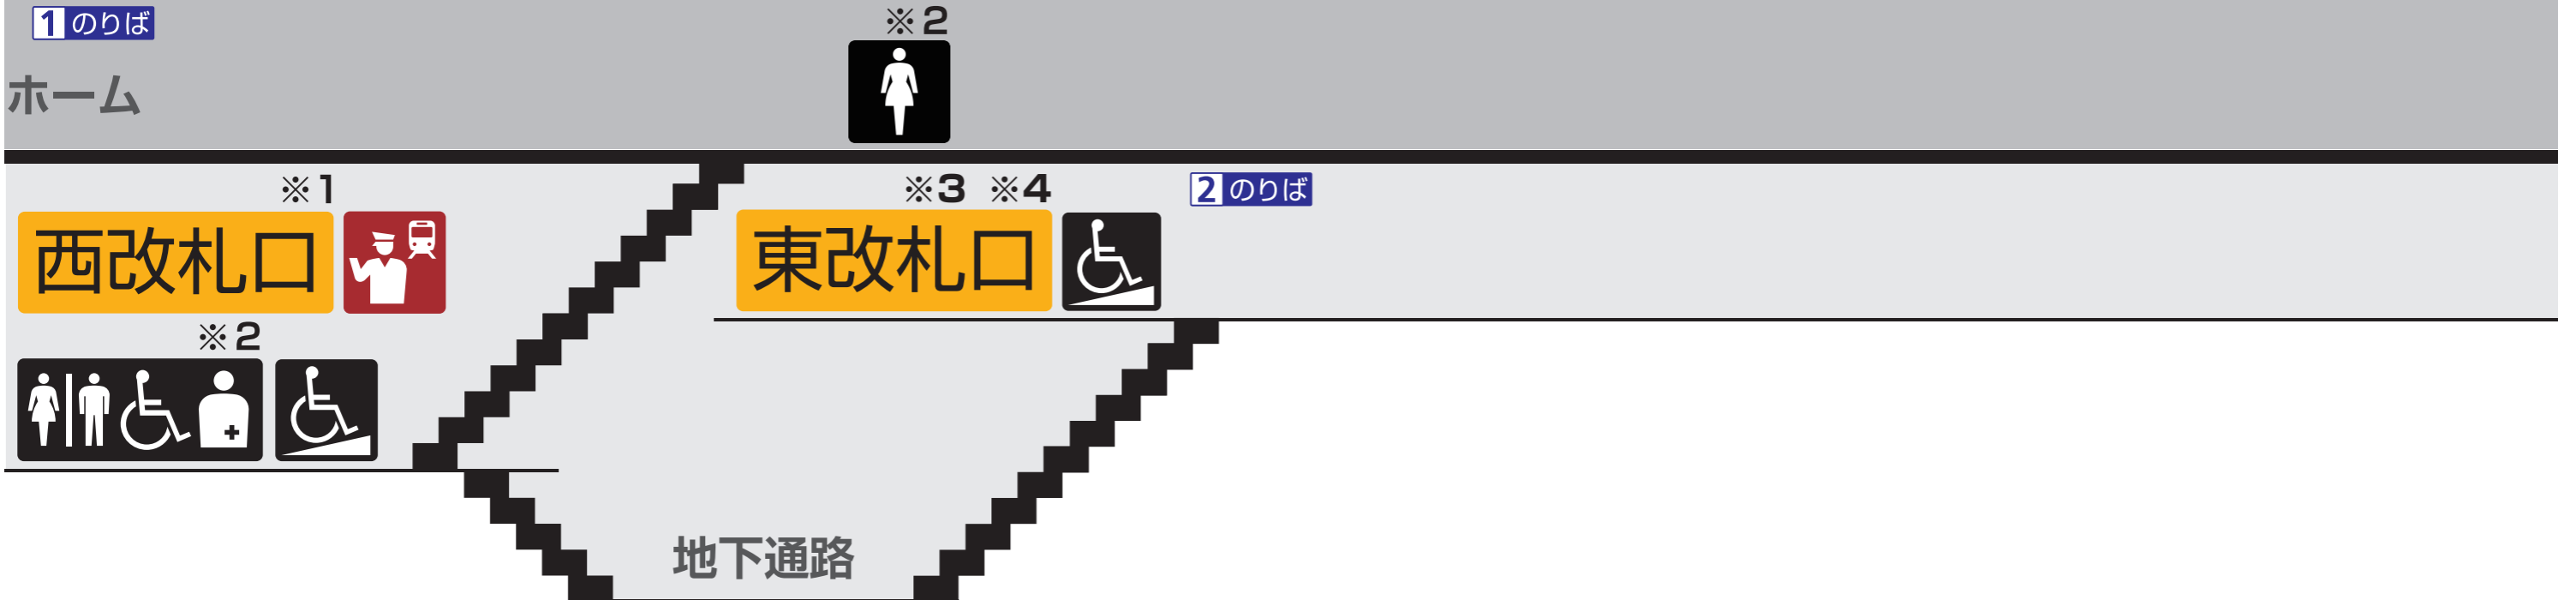 1 のりば
※2
ホーム
※1
西改札口
※3 ※4
東改札口
2 のりば
※2
地下通路